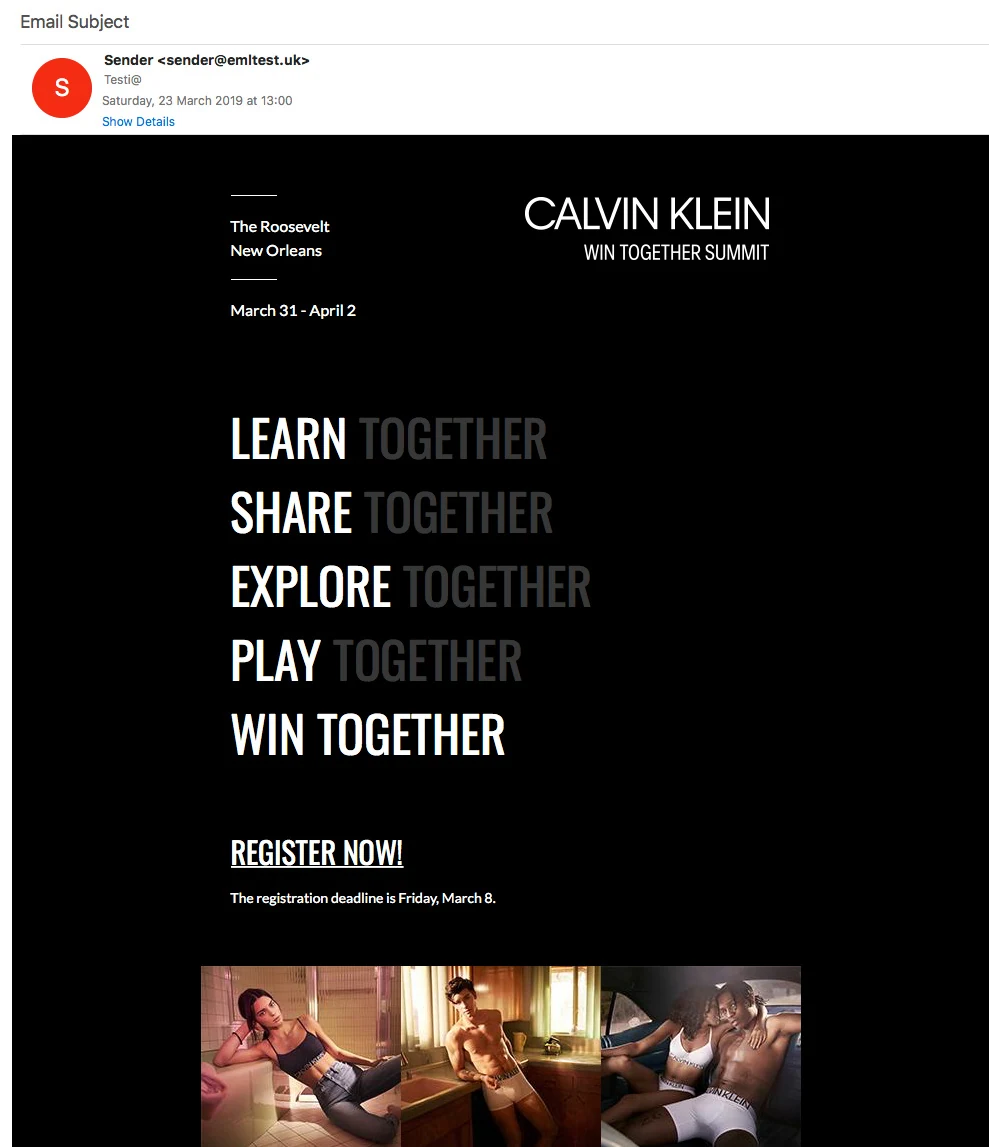 Email Subject
S
Sender <sender@emltest.uk>
Testi@
Saturday, 23 March 2019 at 13:00
Show Details
The Roosevelt
New Orleans
March 31 - April 2
CALVIN KLEIN
WIN TOGETHER SUMMIT
LEARN TOGETHER
SHARE TOGETHER
EXPLORE TOGETHER
PLAY TOGETHER
WIN TOGETHER
REGISTER NOW!
The registration deadline is Friday, March 8.
CALVIN KLEIN